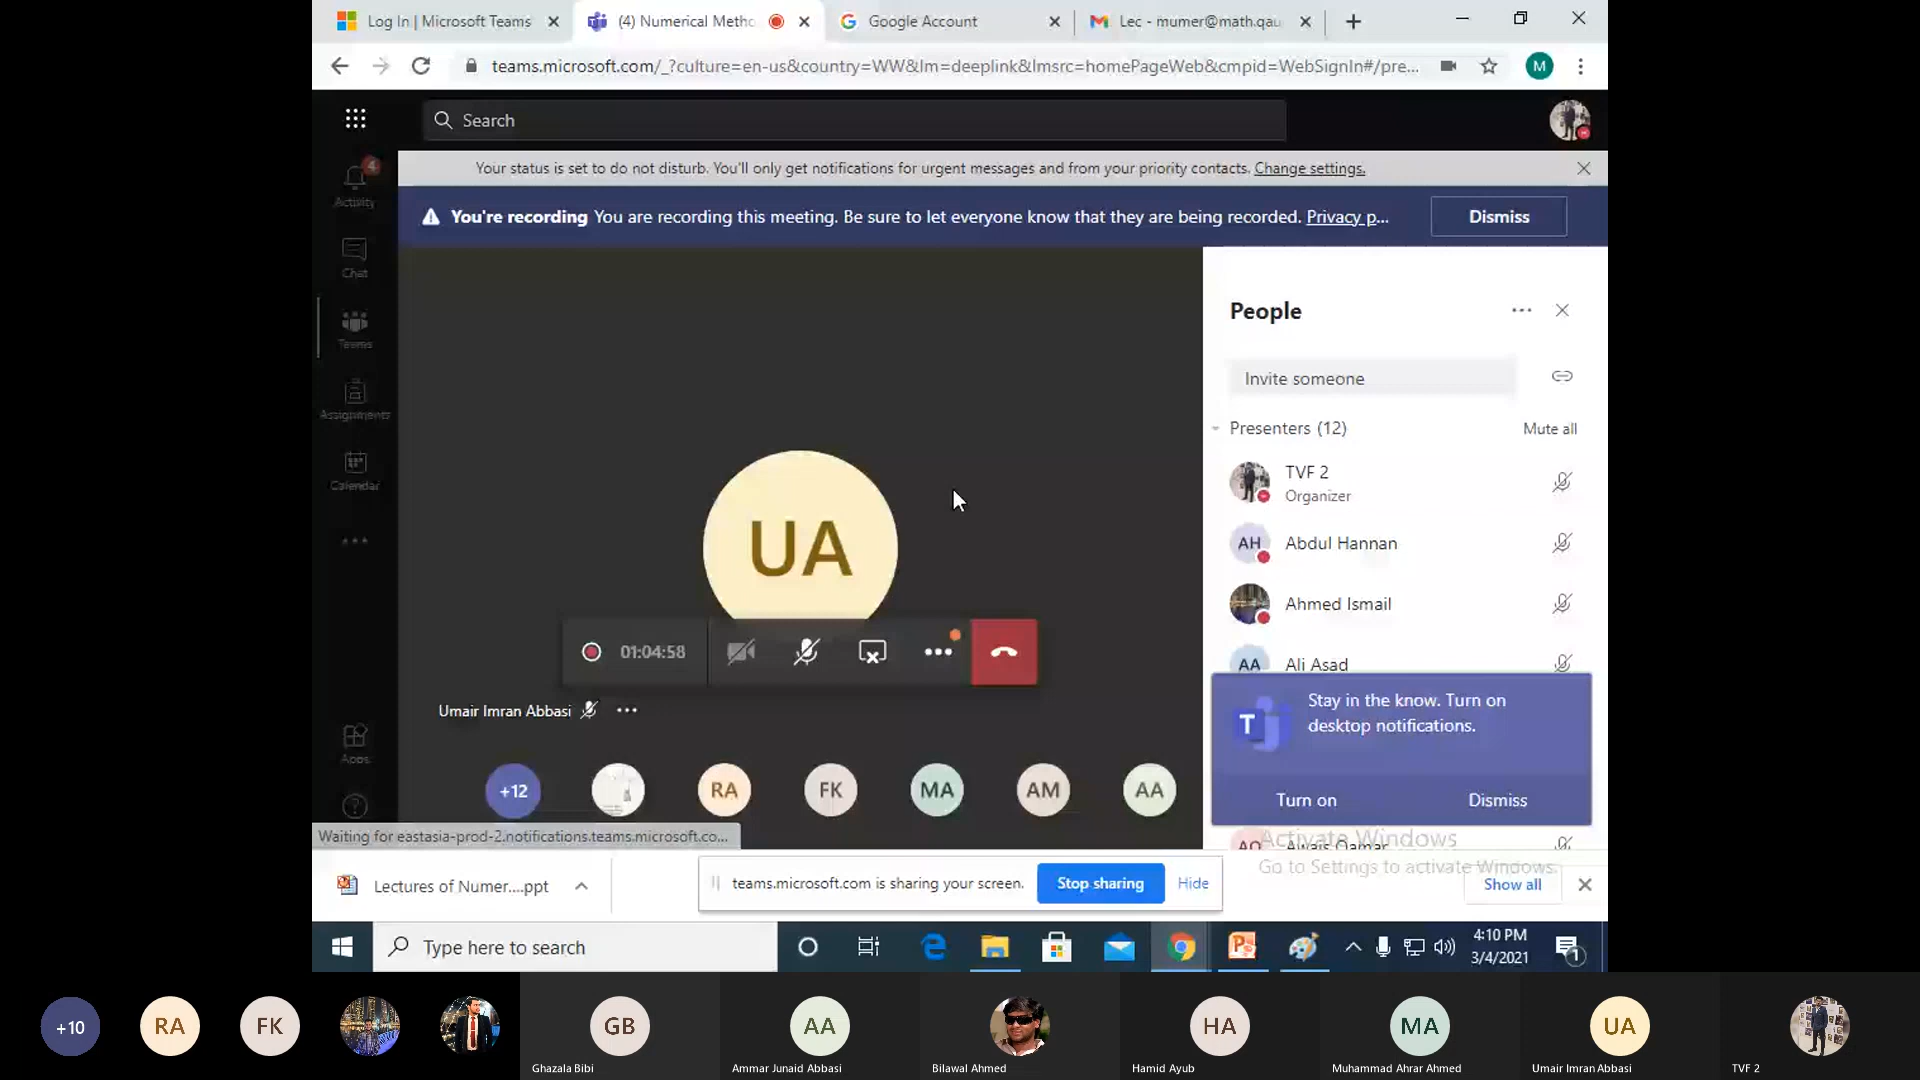 Log In | Microsoft Teams
(4) Numerical Metho
Google Account
Lec - mumer@math.qau
teams.microsoft.com/_?culture=en-us&country=WW&lm=deeplink&lmsrc=homePageWeb&cmpid=WebSignIn#/pre...
M
Search
Your status is set to do not disturb. You'll only get notifications for urgent messages and from your priority contacts. Change settings.
You're recording You are recording this meeting. Be sure to let everyone know that they are being recorded. Privacy p...
Dismiss
4
Activity
Chat
Teams
Assignments
Calendar
Apps
People
Invite someone
Presenters (12)
Mute all
TVF 2
Organizer
AH
Abdul Hannan
Ahmed Ismail
AA
Ali Asad
UA
01:04:58
Umair Imran Abbasi
+12
RA
FK
MA
AM
AA
T
Stay in the know. Turn on
desktop notifications.
Turn on
Dismiss
AQ
Awais Qamar
Activate Windows
Go to Settings to activate Windows.
Waiting for eastasia-prod-2.notifications.teams.microsoft.co...
Lectures of Numer....ppt
teams.microsoft.com is sharing your screen.
Stop sharing
Hide
Show all
Type here to search
4:10 PM
3/4/2021
1
+10
RA
FK
GB
Ghazala Bibi
AA
Ammar Junaid Abbasi
Bilawal Ahmed
HA
Hamid Ayub
MA
Muhammad Ahrar Ahmed
UA
Umair Imran Abbasi
TVF 2